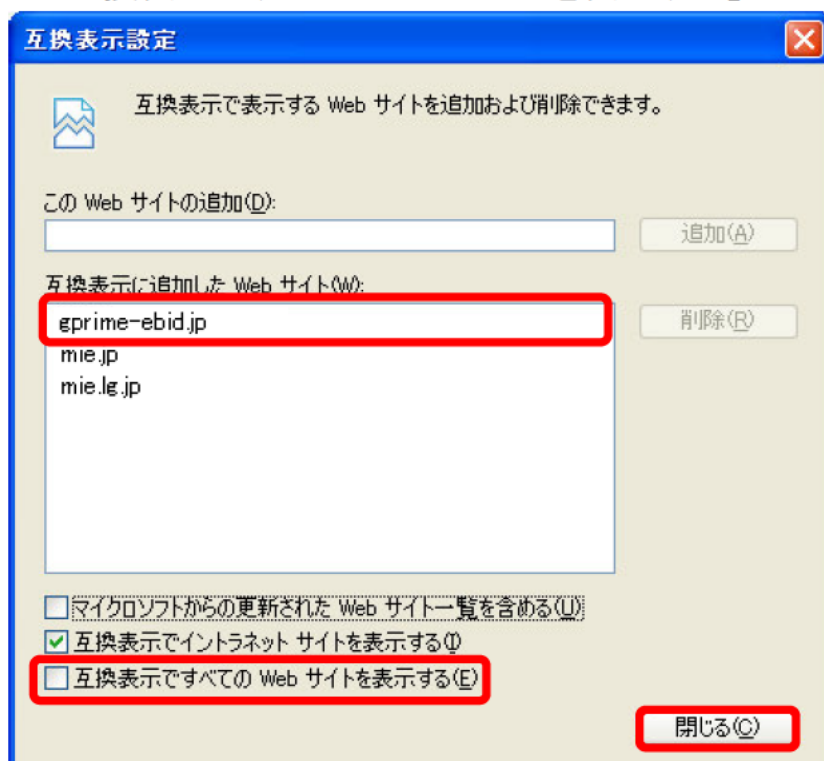 互換表示設定
互換表示で表示する Web サイトを追加および削除できます。
この Web サイトの追加(D):
追加(A)
互換表示に追加した Web サイト(W):
gprime-ebid.jp
削除(R)
mie.jp
mie.lg.jp
マイクロソフトからの更新された Web サイト一覧を含める(U)
互換表示でイントラネット サイトを表示する(I)
互換表示ですべての Web サイトを表示する(E)
閉じる(C)